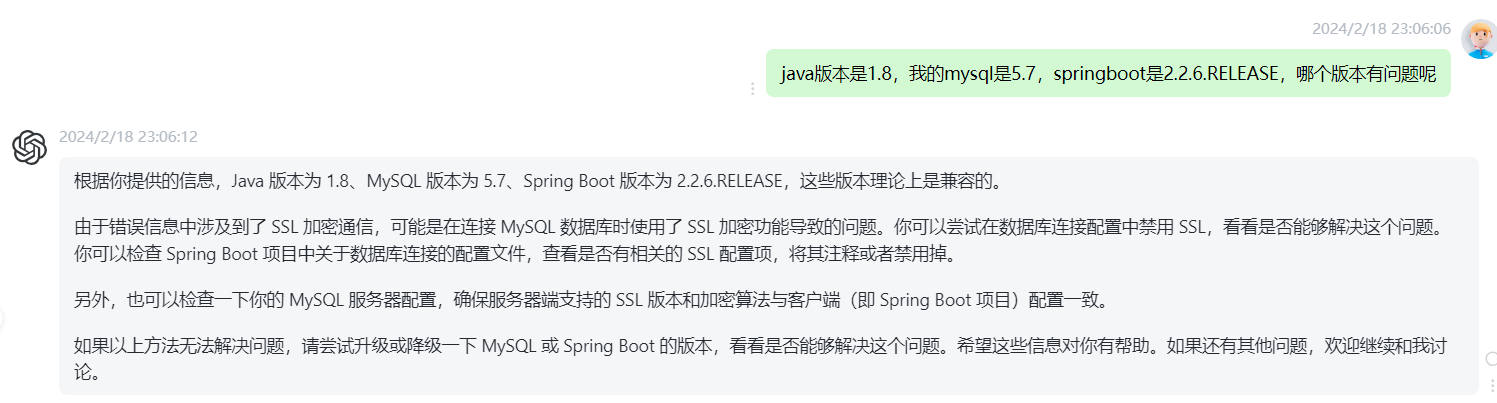 2024/2/18 23:06:06
java版本是1.8，我的mysql是5.7，springboot是2.2.6.RELEASE，哪个版本有问题呢
2024/2/18 23:06:12
根据你提供的信息，Java 版本为 1.8、MySQL 版本为 5.7、Spring Boot 版本为 2.2.6.RELEASE，这些版本理论上是兼容的。
由于错误信息中涉及到了 SSL 加密通信，可能是在连接 MySQL 数据库时使用了 SSL 加密功能导致的问题。你可以尝试在数据库连接配置中禁用 SSL，看看是否能够解决这个问题。
你可以检查 Spring Boot 项目中关于数据库连接的配置文件，查看是否有相关的 SSL 配置项，将其注释或者禁用掉。
另外，也可以检查一下你的 MySQL 服务器配置，确保服务器端支持的 SSL 版本和加密算法与客户端（即 Spring Boot 项目）配置一致。
如果以上方法无法解决问题，请尝试升级或降级一下 MySQL 或 Spring Boot 的版本，看看是否能够解决这个问题。希望这些信息对你有帮助。如果还有其他问题，欢迎继续和我讨
论。